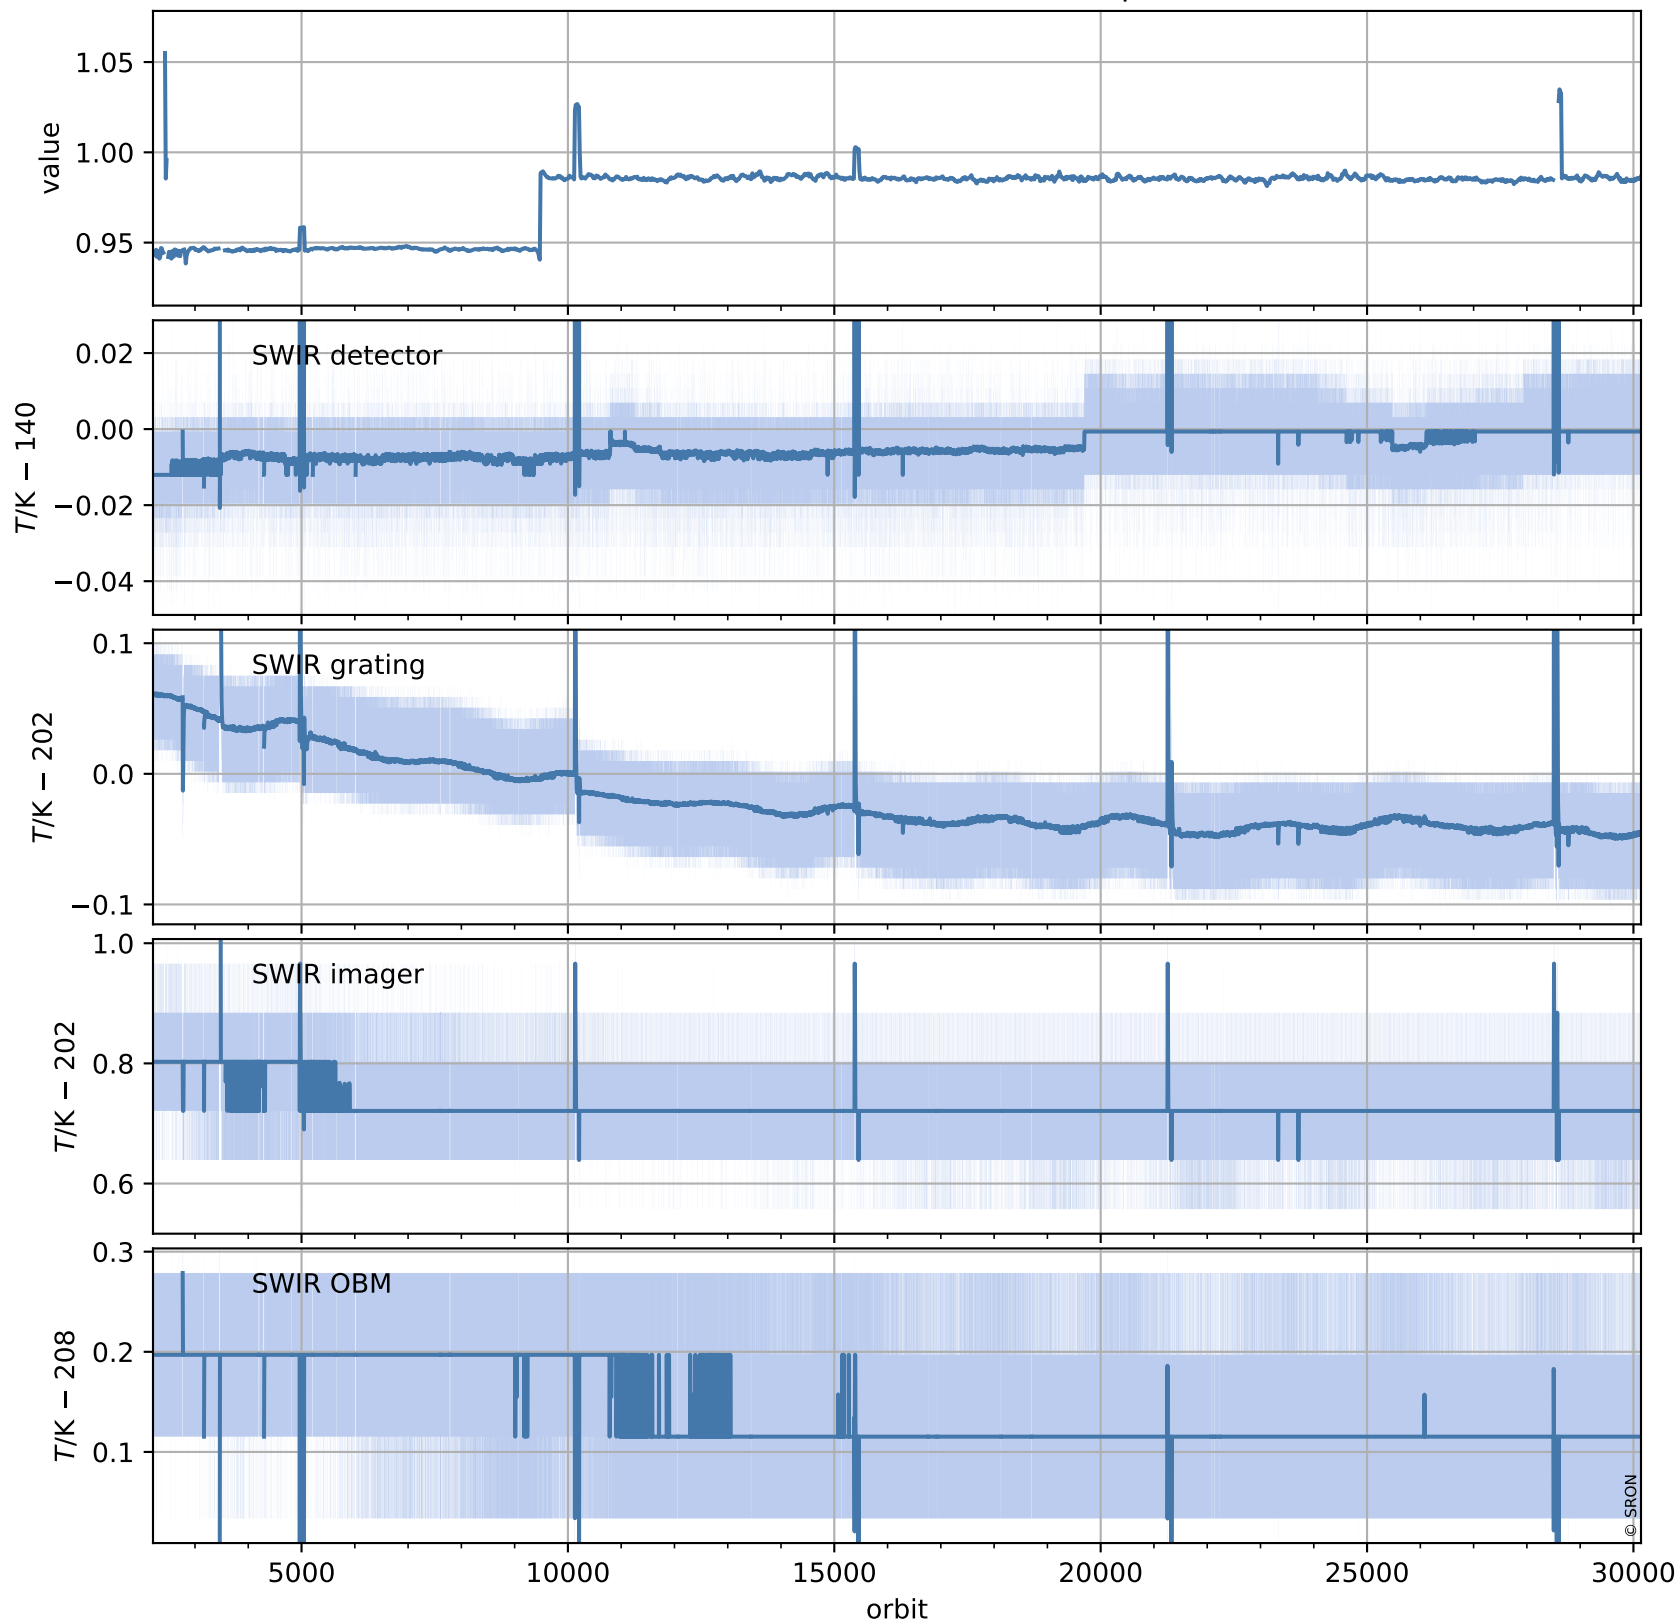 1.05
1.00
0.95
value
SWIR detector
0.02
0.00
−0.02
−0.04
T/K − 140
SWIR grating
0.1
0.0
−0.1
T/K − 202
SWIR imager
1.0
0.8
0.6
T/K − 202
SWIR OBM
0.3
0.2
0.1
T/K − 208
© SRON
5000 10000 15000 20000 25000 30000
orbit